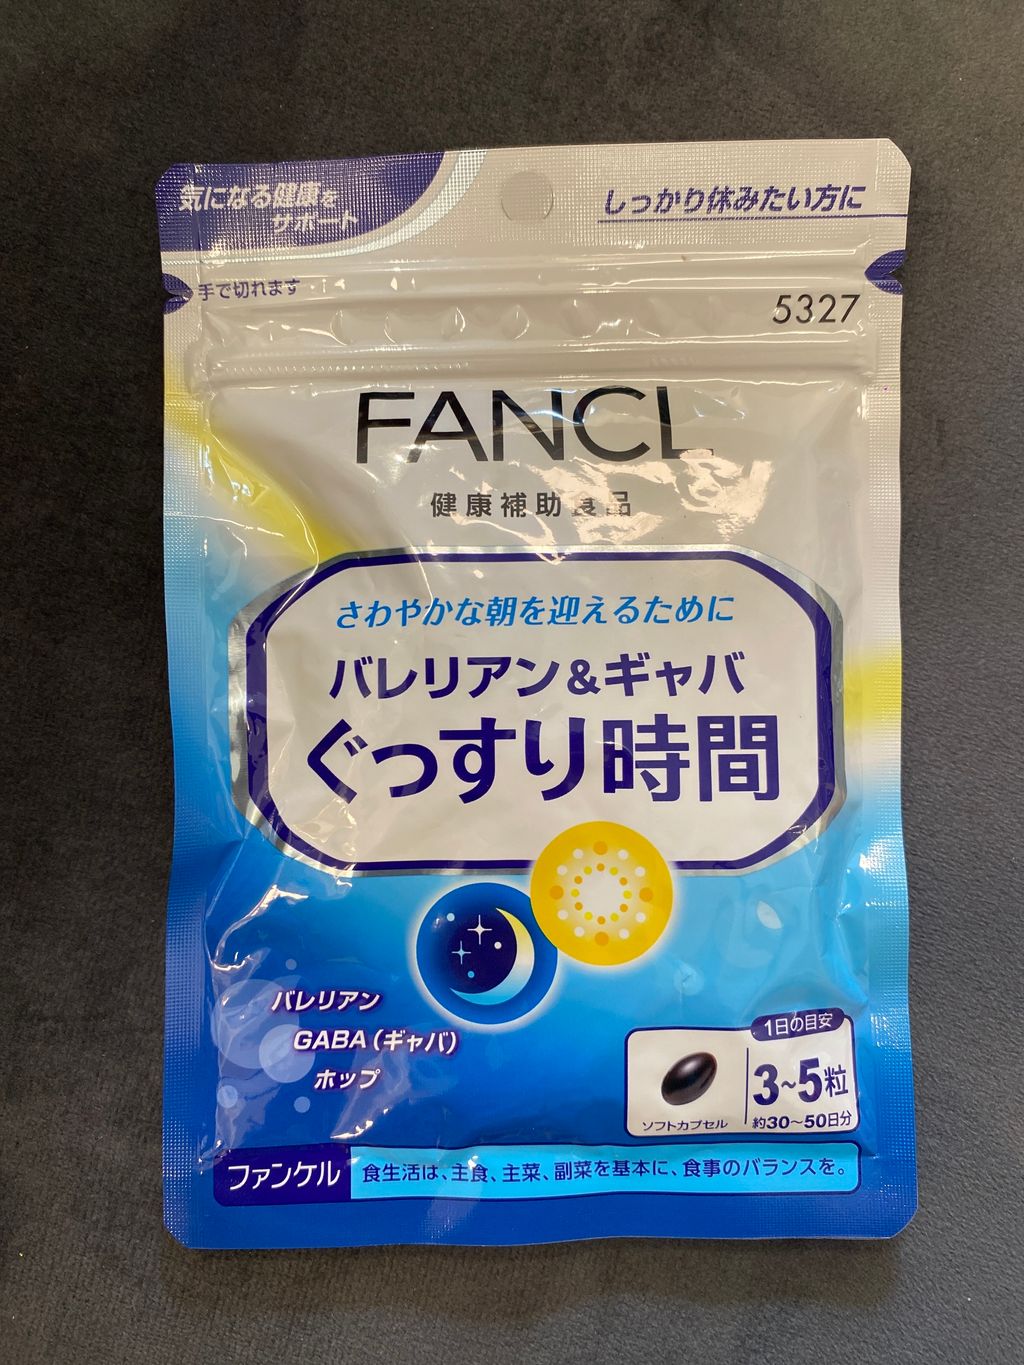 気になる健康を
サポート
しっかり休みたい方に
手で切れます
5327
FANCL
健康補助食品
さわやかな朝を迎えるために
バレリアン&ギャバ
ぐっすり時間
バレリアン
GABA(ギャバ)
ホップ
1日の目安
3~5粒
約30~50日分
ソフトカプセル
ファンケル
食生活は、主食、主菜、副菜を基本に、食事のバランスを。